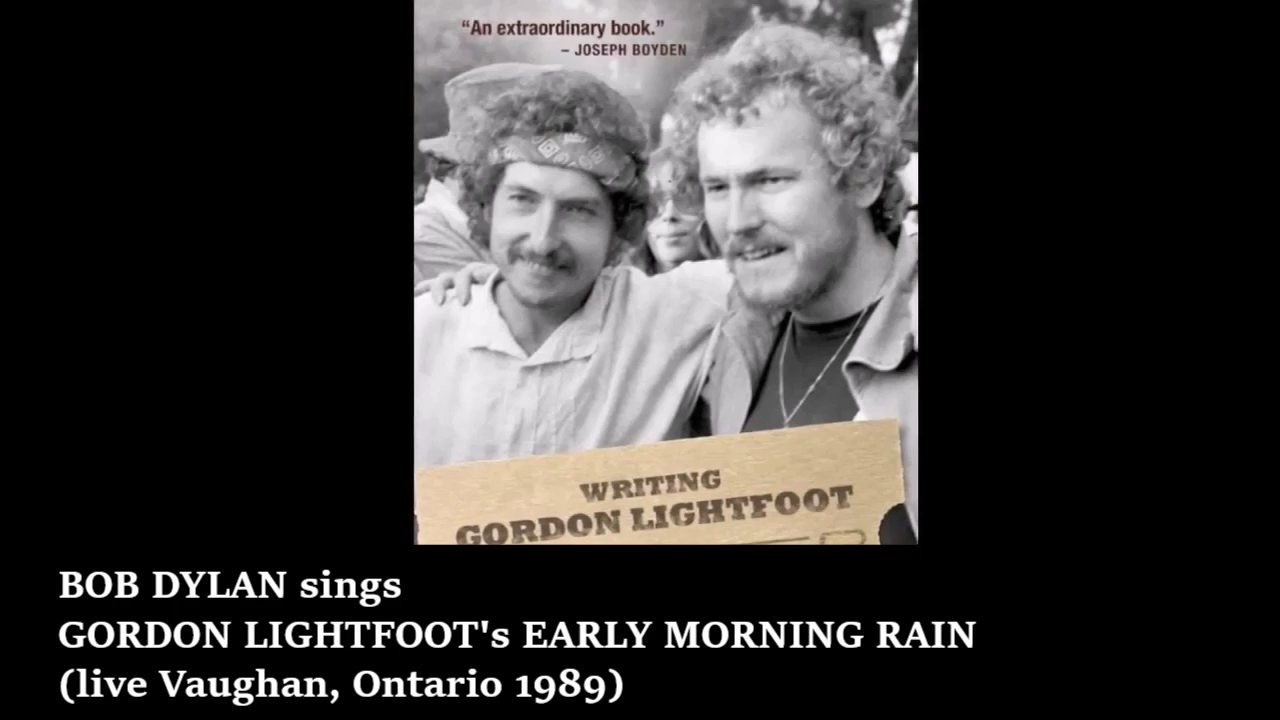 “An extraordinary book.”
– JOSEPH BOYDEN
WRITING
GORDON LIGHTFOOT
BOB DYLAN sings
GORDON LIGHTFOOT's EARLY MORNING RAIN
(live Vaughan, Ontario 1989)